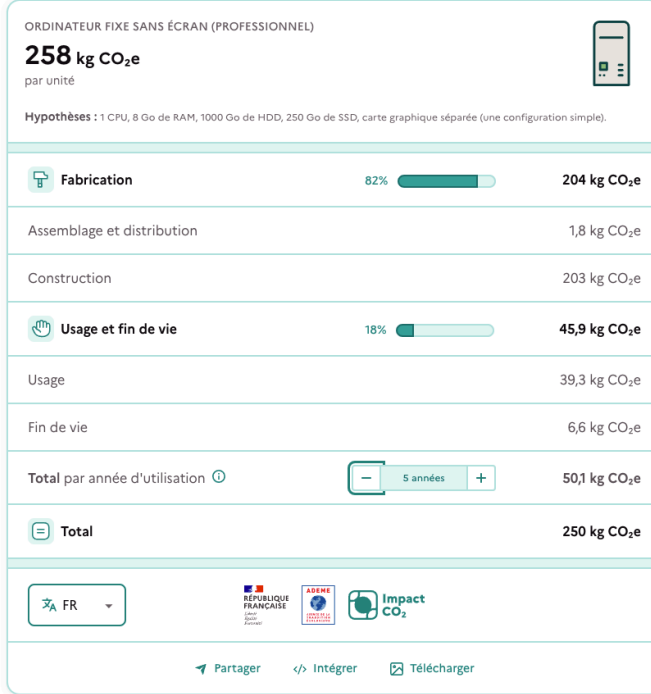 ORDINATEUR FIXE SANS ÉCRAN (PROFESSIONNEL)
258 kg CO₂e
par unité
Hypothèses : 1 CPU, 8 Go de RAM, 1000 Go de HDD, 250 Go de SSD, carte graphique séparée (une configuration simple).
Fabrication 82% 204 kg CO₂e
Assemblage et distribution 1,8 kg CO₂e
Construction 203 kg CO₂e
Usage et fin de vie 18% 45,9 kg CO₂e
Usage 39,3 kg CO₂e
Fin de vie 6,6 kg CO₂e
Total par année d'utilisation 5 années 50,1 kg CO₂e
Total 250 kg CO₂e
FR
RÉPUBLIQUE
FRANÇAISE
Liberté
Égalité
Fraternité
ADEME
Impact
CO₂
Partager </> Intégrer Télécharger